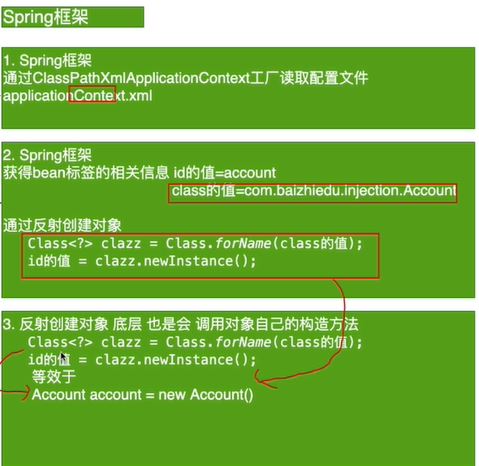 Spring框架
1. Spring框架
通过ClassPathXmlApplicationContext工厂读取配置文件
applicationContext.xml
2. Spring框架
获得bean标签的相关信息 id的值=account
class的值=com.baizhiedu.injection.Account
通过反射创建对象
Class<?> clazz = Class.forName(class的值);
id的值 = clazz.newInstance();
3. 反射创建对象 底层 也是会 调用对象自己的构造方法
Class<?> clazz = Class.forName(class的值);
id的值 = clazz.newInstance();
等效于
Account account = new Account()